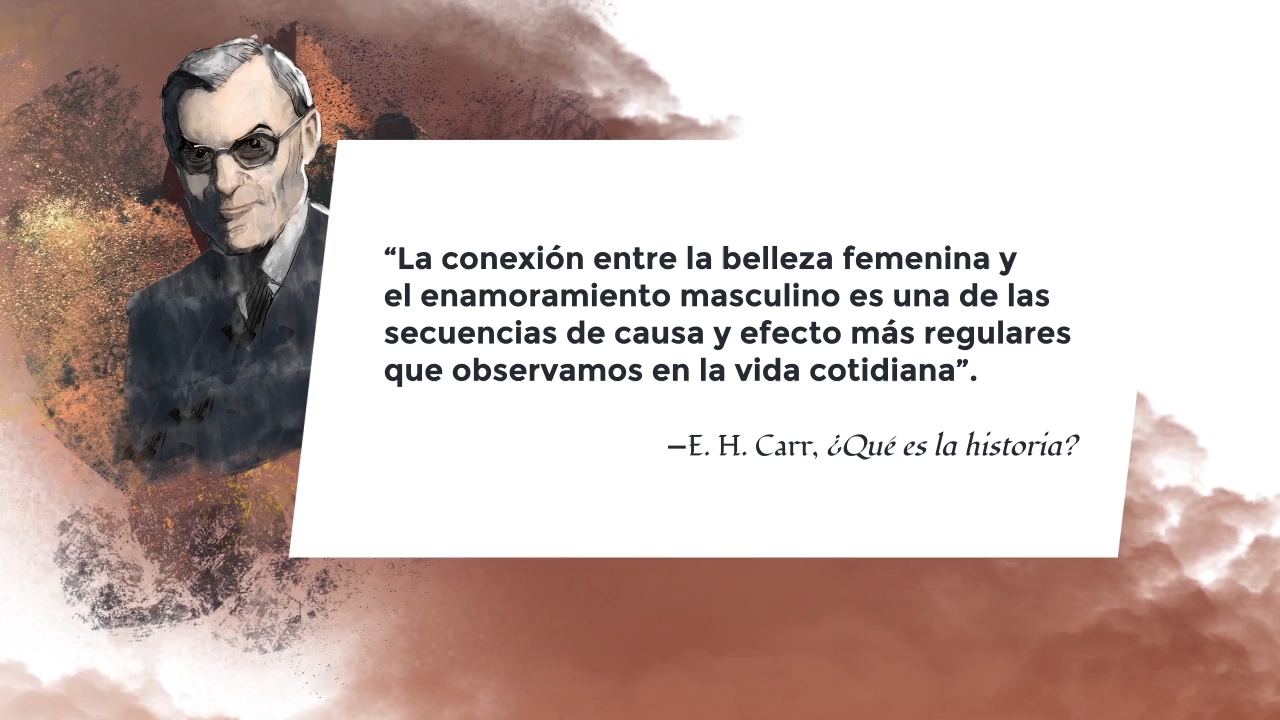 “La conexión entre la belleza femenina y
el enamoramiento masculino es una de las
secuencias de causa y efecto más regulares
que observamos en la vida cotidiana”.
—E. H. Carr, ¿Qué es la historia?